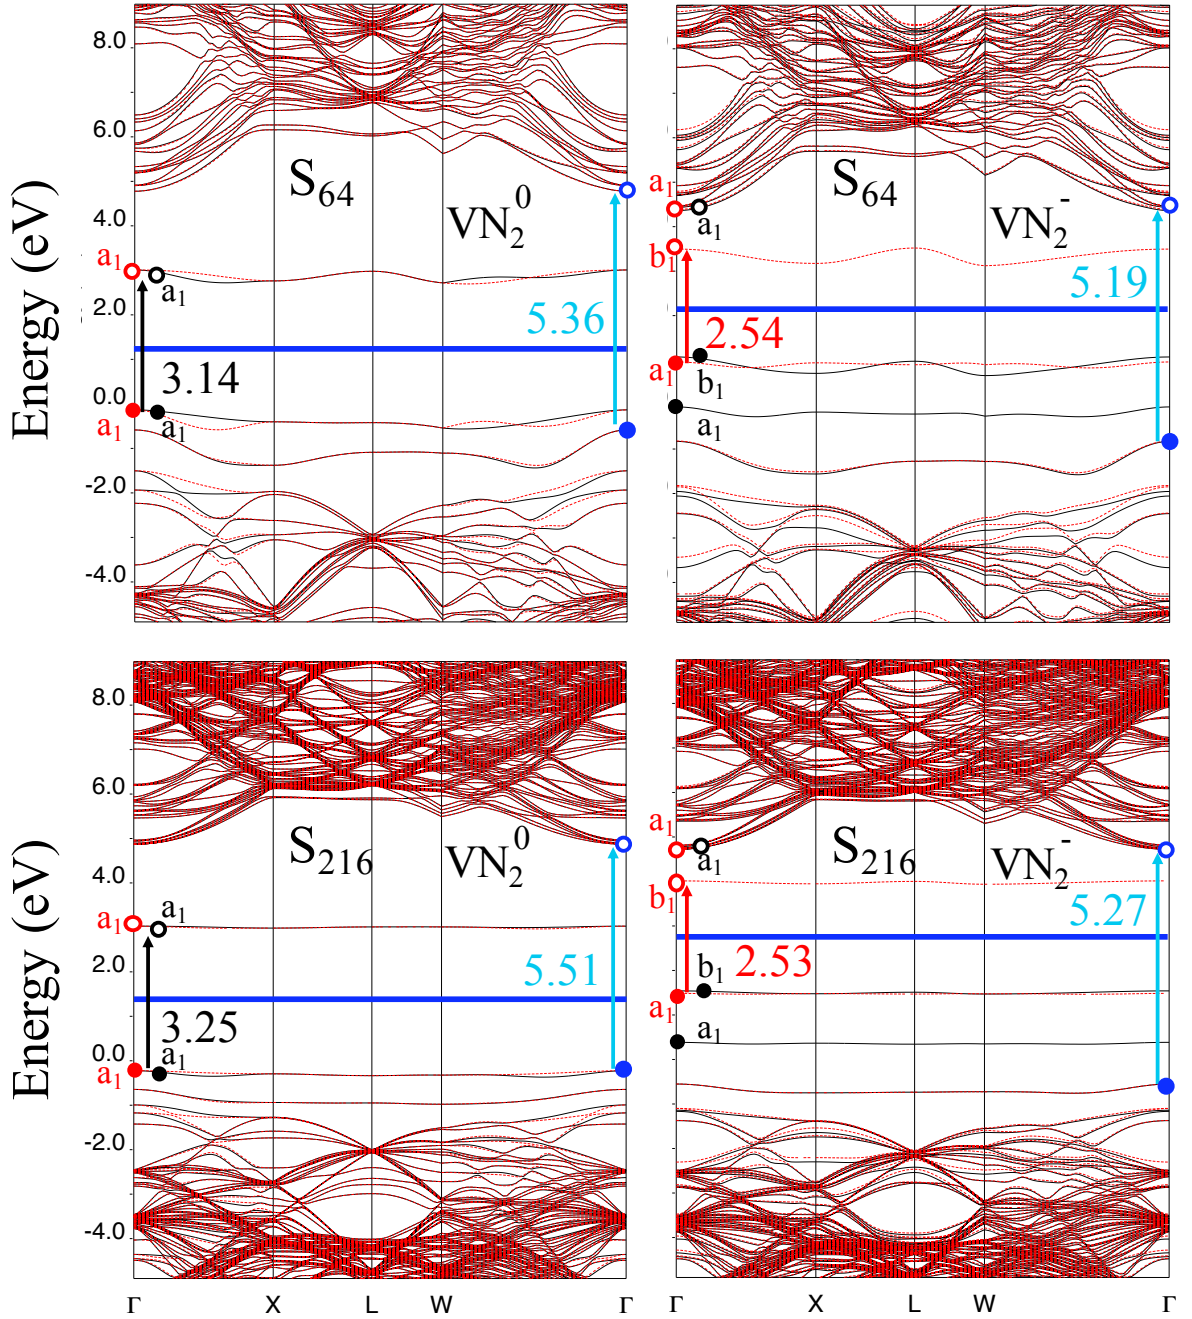 8.0
6.0
4.0
2.0
0.0
-2.0
-4.0
Energy (eV)
S64
VN2^0
a1
a1
3.14
5.36
a1
a1
S64
VN2^-
a1
a1
b1
2.54
5.19
a1
b1
a1
8.0
6.0
4.0
2.0
0.0
-2.0
-4.0
Energy (eV)
S216
VN2^0
a1
a1
3.25
5.51
a1
a1
Γ X L W Γ
S216
VN2^-
a1
a1
b1
5.27
b1 2.53
a1
a1
Γ X L W Γ